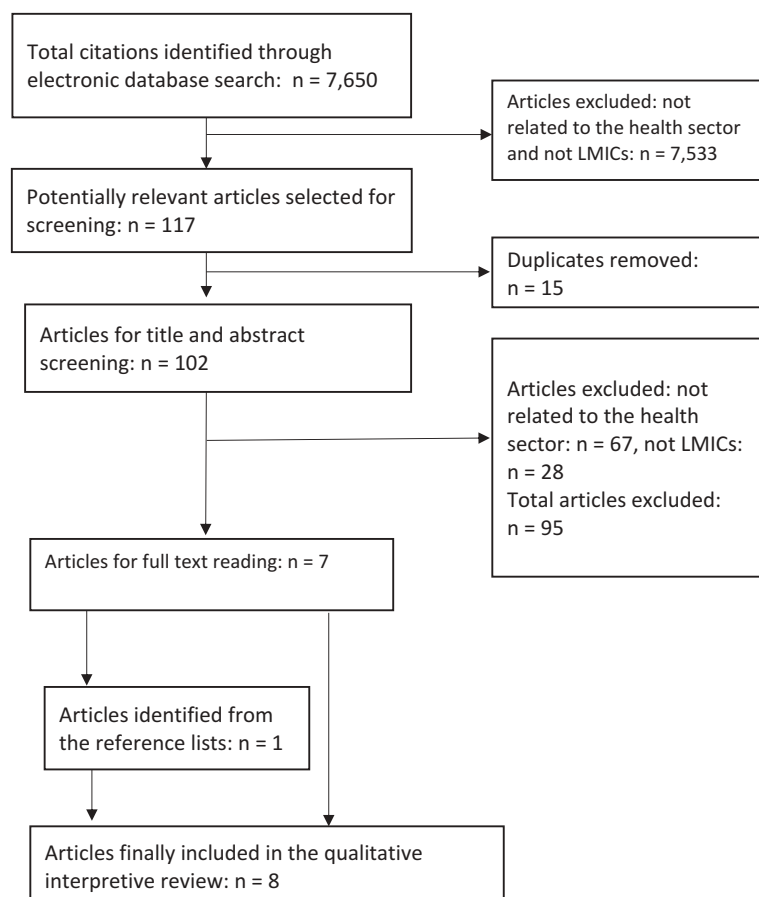 Total citations identified through
electronic database search:  n = 7,650
Articles excluded: not
related to the health sector
and not LMICs: n = 7,533
Potentially relevant articles selected for
screening: n = 117
Duplicates removed:
n = 15
Articles for title and abstract
screening: n = 102
Articles excluded: not
related to the health
sector: n = 67, not LMICs:
n = 28
Total articles excluded:
n = 95
Articles for full text reading: n = 7
Articles identified from
the reference lists: n = 1
Articles finally included in the qualitative
interpretive review: n = 8